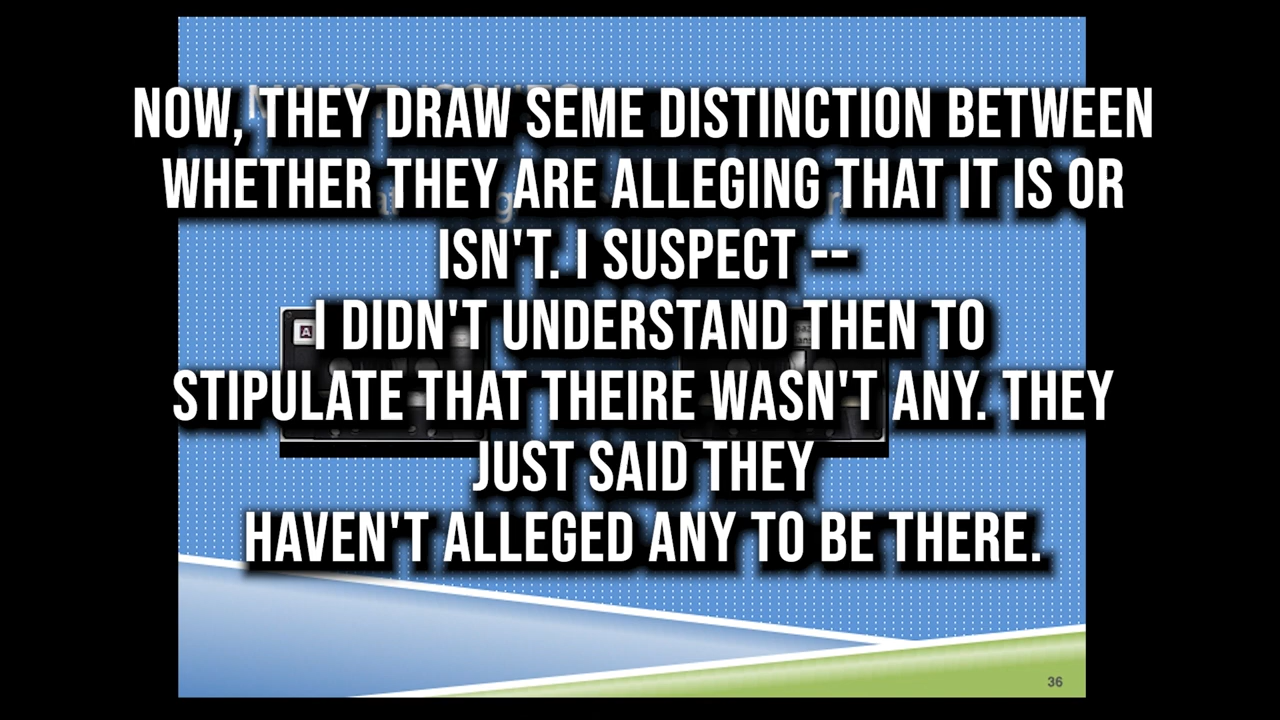 NOW, THEY DRAW SEME DISTINCTION BETWEEN
WHETHER THEY ARE ALLEGING THAT IT IS OR
ISN'T. I SUSPECT --
I DIDN'T UNDERSTAND THEN TO
STIPULATE THAT THEIRE WASN'T ANY. THEY
JUST SAID THEY
HAVEN'T ALLEGED ANY TO BE THERE.
A
36